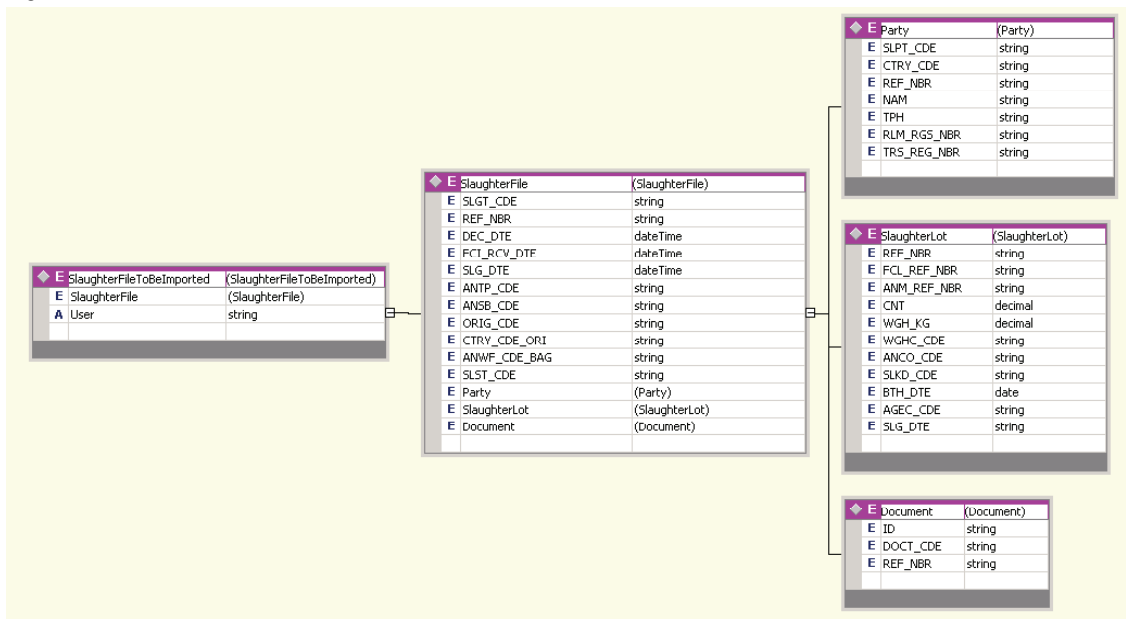 E Party (Party)
E SLPT_CDE string
E CTRY_CDE string
E REF_NBR string
E NAM string
E TPH string
E RLM_RGS_NBR string
E TRS_REG_NBR string
E SlaughterFile (SlaughterFile)
E SLGT_CDE string
E REF_NBR string
E DEC_DTE dateTime
E FCI_RCV_DTE dateTime
E SLG_DTE dateTime
E ANTP_CDE string
E ANSB_CDE string
E ORIG_CDE string
E CTRY_CDE_ORI string
E ANWF_CDE_BAG string
E SLST_CDE string
E Party (Party)
E SlaughterLot (SlaughterLot)
E Document (Document)
E SlaughterFileToBeImported (SlaughterFileToBeImported)
E SlaughterFile (SlaughterFile)
A User string
E SlaughterLot (SlaughterLot)
E REF_NBR string
E FCL_REF_NBR string
E ANM_REF_NBR string
E CNT decimal
E WGH_KG decimal
E WGHC_CDE string
E ANCO_CDE string
E SLKD_CDE string
E BTH_DTE date
E AGEC_CDE string
E SLG_DTE string
E Document (Document)
E ID string
E DOCT_CDE string
E REF_NBR string